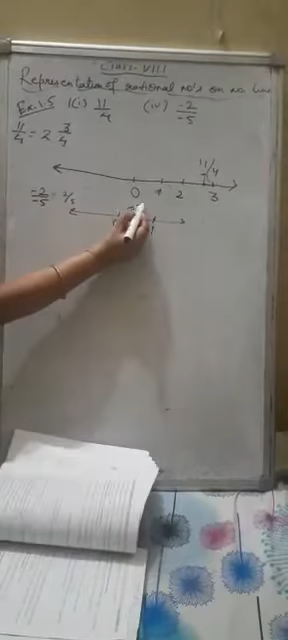 Class-VIII
Representation of rational no's on no. line
Ex-1.5 1(i) 11/4 (iv) -2/-5
11/4 = 2 3/4
11/4
0 1 2 3
-2/-5 = 2/5